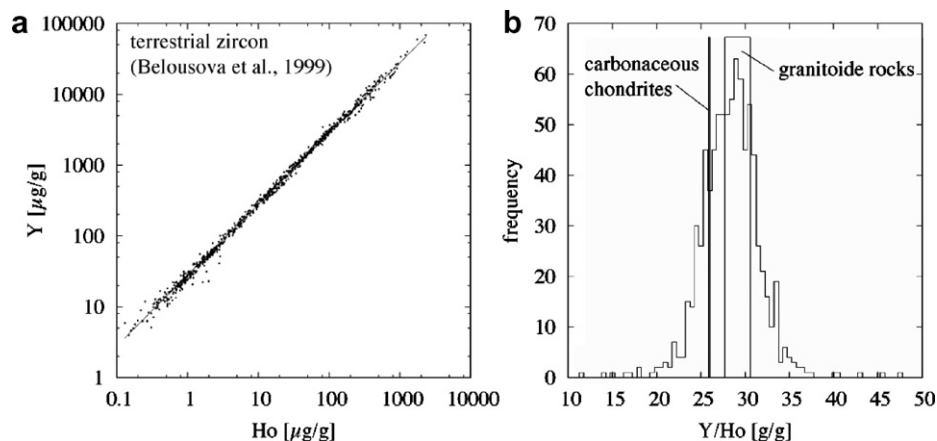 a
100000
10000
1000
100
10
1
Y [µg/g]
terrestrial zircon
(Belousova et al., 1999)
0.1 1 10 100 1000 10000
Ho [µg/g]
b
70
60
50
40
30
20
10
0
frequency
carbonaceous
chondrites
granitoide rocks
10 15 20 25 30 35 40 45 50
Y/Ho [g/g]